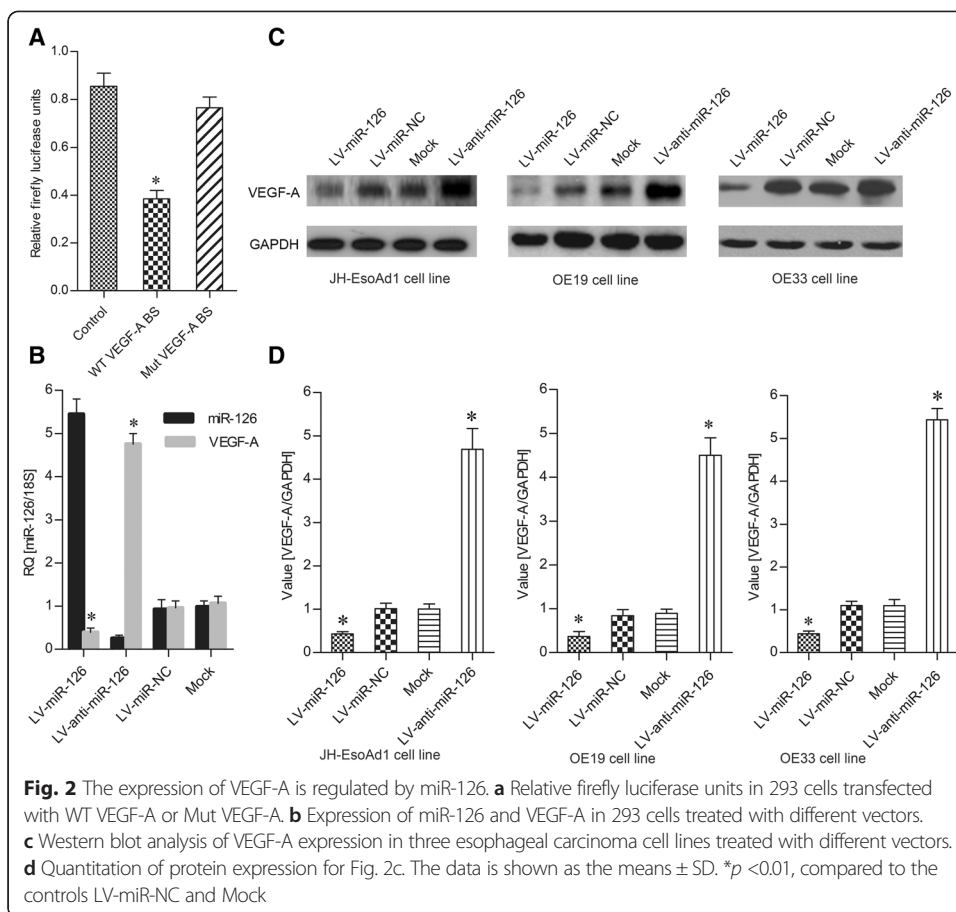 A
1.0
0.8
0.6
0.4
0.2
0.0
Relative firefly lucifease units
*
Control
WT VEGF-A BS
Mut VEGF-A BS
C
LV-miR-126
LV-miR-NC
Mock
LV-anti-miR-126
LV-miR-126
LV-miR-NC
Mock
LV-anti-miR-126
LV-miR-126
LV-miR-NC
Mock
LV-anti-miR-126
VEGF-A
GAPDH
JH-EsoAd1 cell line
OE19 cell line
OE33 cell line
B
6
5
4
3
2
1
0
RQ [miR-126/18S]
miR-126
VEGF-A
*
*
LV-miR-126
LV-anti-miR-126
LV-miR-NC
Mock
D
6
5
4
3
2
1
0
Value [VEGF-A/GAPDH]
*
*
LV-miR-126
LV-miR-NC
Mock
LV-anti-miR-126
JH-EsoAd1 cell line
6
5
4
3
2
1
0
Value [VEGF-A/GAPDH]
*
*
LV-miR-126
LV-miR-NC
Mock
LV-anti-miR-126
OE19 cell line
6
5
4
3
2
1
0
Value [VEGF-A/GAPDH]
*
*
LV-miR-126
LV-miR-NC
Mock
LV-anti-miR-126
OE33 cell line
Fig. 2 The expression of VEGF-A is regulated by miR-126. a Relative firefly luciferase units in 293 cells transfected
with WT VEGF-A or Mut VEGF-A. b Expression of miR-126 and VEGF-A in 293 cells treated with different vectors.
c Western blot analysis of VEGF-A expression in three esophageal carcinoma cell lines treated with different vectors.
d Quantitation of protein expression for Fig. 2c. The data is shown as the means ± SD. *p <0.01, compared to the
controls LV-miR-NC and Mock